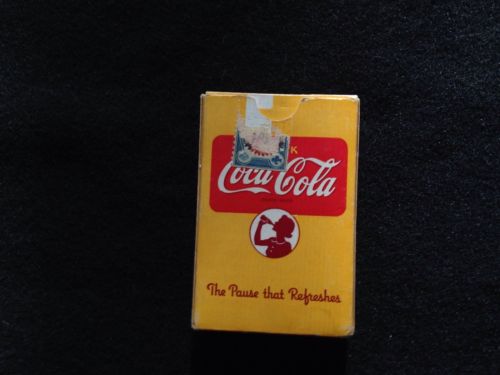 K
Coca-Cola
The Pause that Refreshes